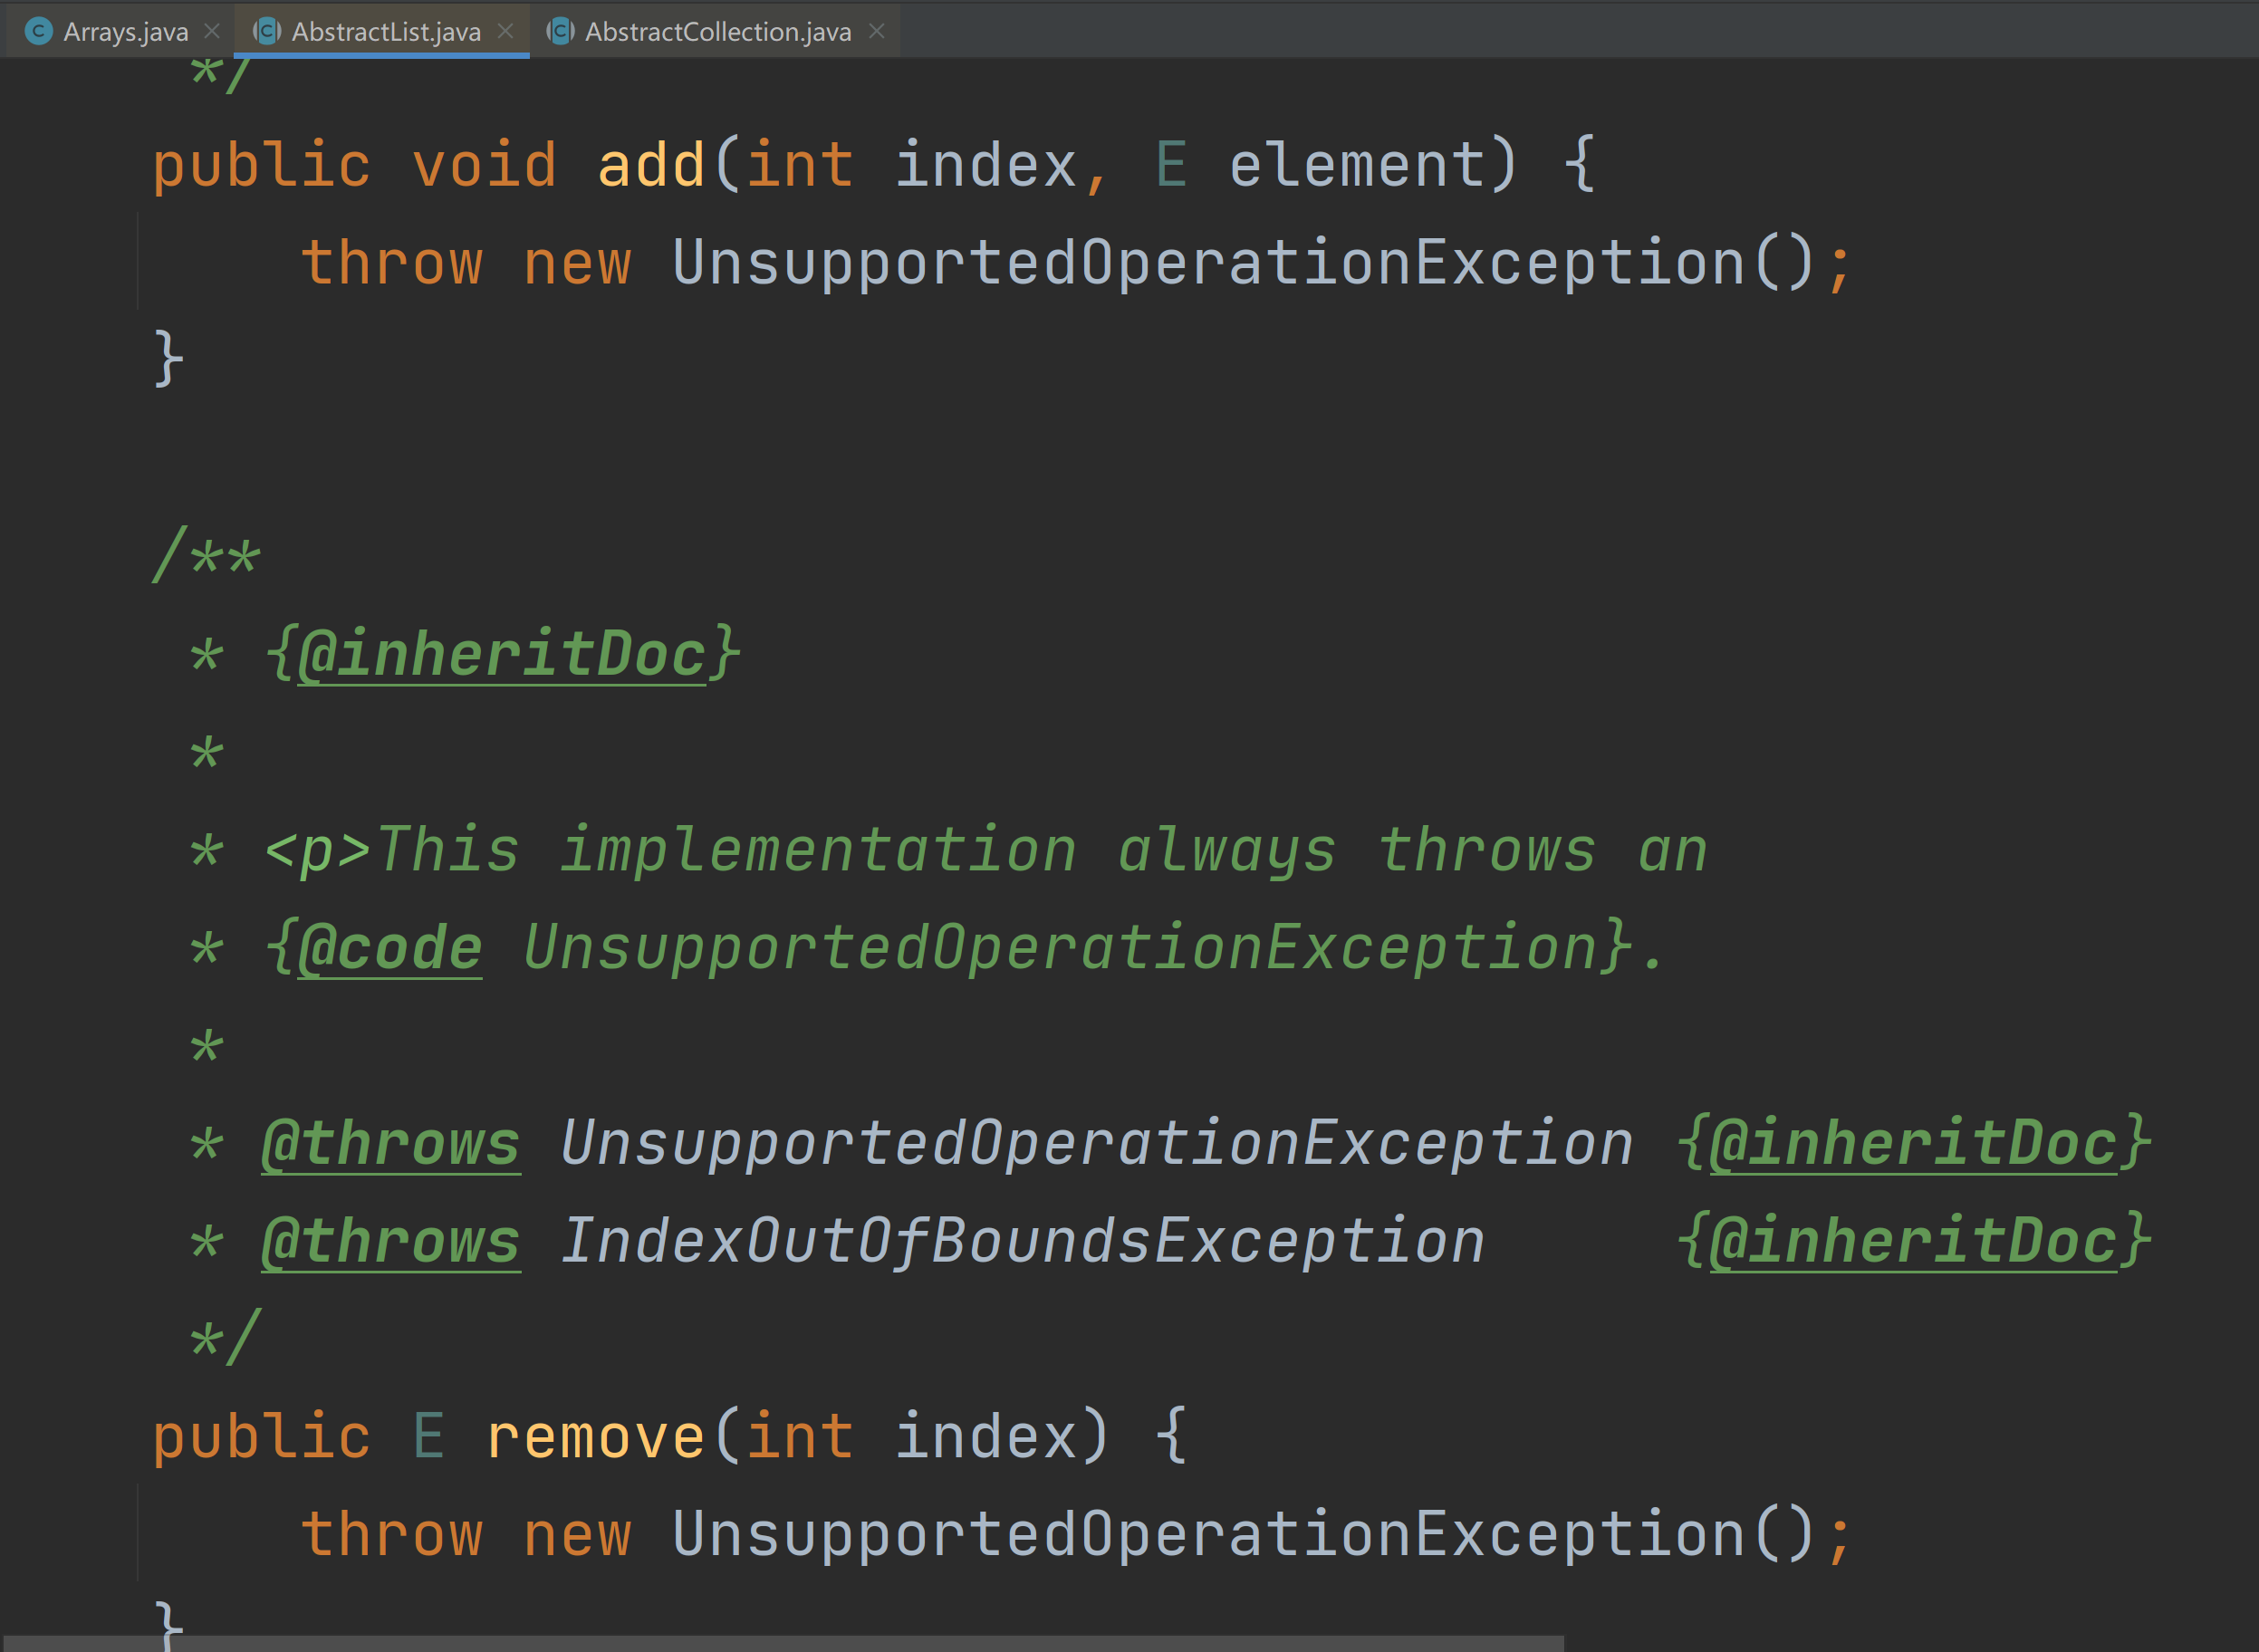 Arrays.java AbstractList.java AbstractCollection.java
*/
public void add(int index, E element) {
throw new UnsupportedOperationException();
}
/**
* {@inheritDoc}
*
* <p>This implementation always throws an
* {@code UnsupportedOperationException}.
*
* @throws UnsupportedOperationException {@inheritDoc}
* @throws IndexOutOfBoundsException {@inheritDoc}
*/
public E remove(int index) {
throw new UnsupportedOperationException();
}